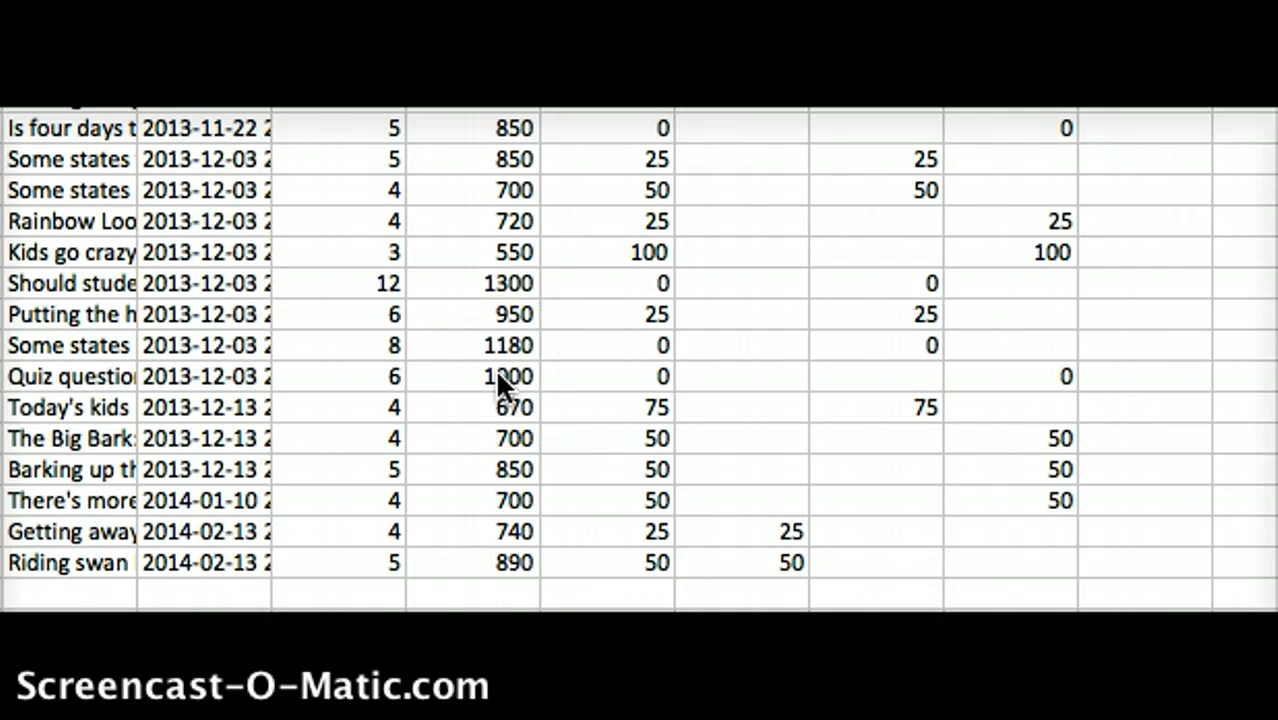 Is four days t 2013-11-22 2 5 850 0 0
Some states 2013-12-03 2 5 850 25 25
Some states 2013-12-03 2 4 700 50 50
Rainbow Loo 2013-12-03 2 4 720 25 25
Kids go crazy 2013-12-03 2 3 550 100 100
Should stude 2013-12-03 2 12 1300 0 0
Putting the h 2013-12-03 2 6 950 25 25
Some states 2013-12-03 2 8 1180 0 0
Quiz question 2013-12-03 2 6 0 0
Today's kids 2013-12-13 2 4 670 75 75
The Big Bark: 2013-12-13 2 4 700 50 50
Barking up th 2013-12-13 2 5 850 50 50
There's more 2014-01-10 2 4 700 50 50
Getting away 2014-02-13 2 4 740 25 25
Riding swan 2014-02-13 2 5 890 50 50
Screencast-O-Matic.com